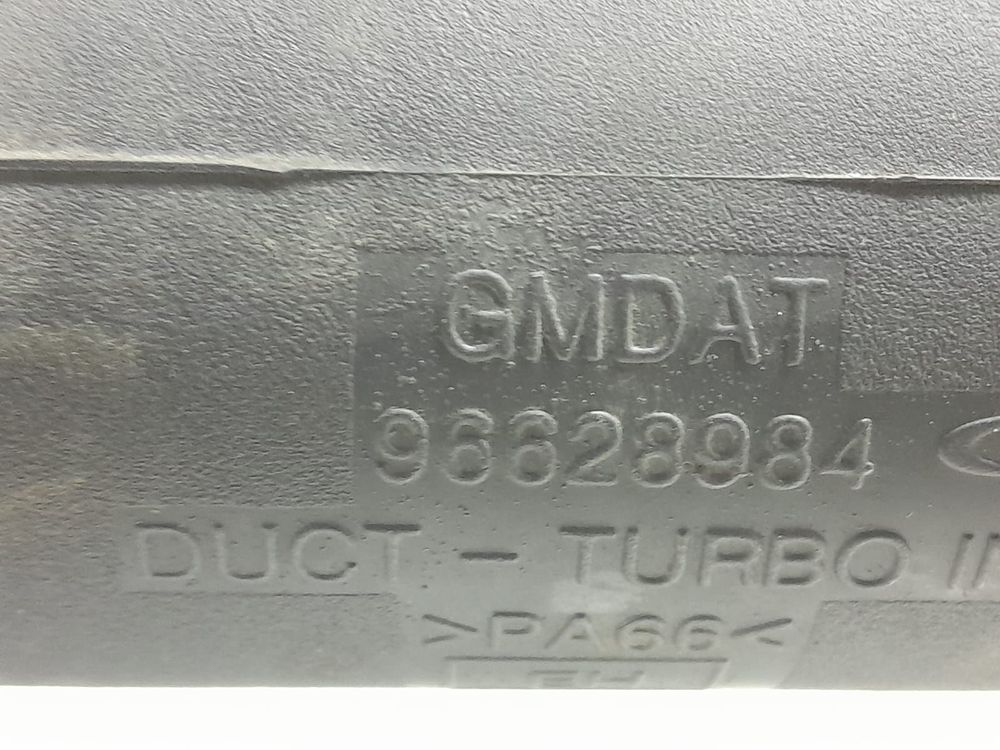 GMDAT
96628984
DUCT - TURBO
>PA66<